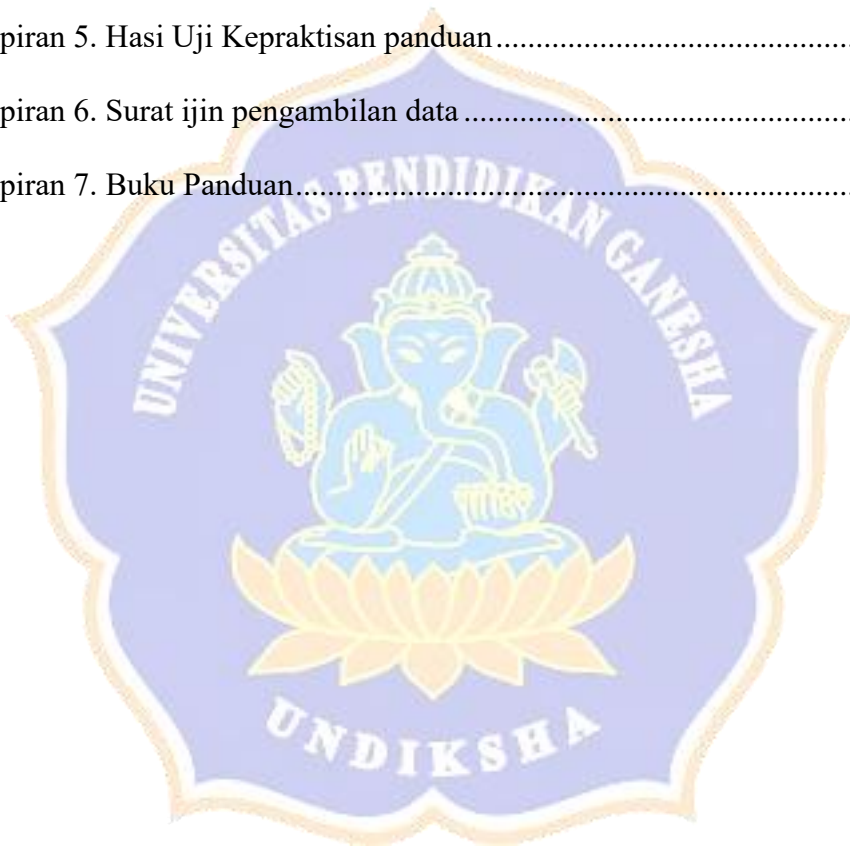 piran 5. Hasi Uji Kepraktisan panduan....................................................
piran 6. Surat ijin pengambilan data........................................................
piran 7. Buku Panduan..............................................................................
UNIVERSITAS PENDIDIKAN GANESHA
UNDIKSHA